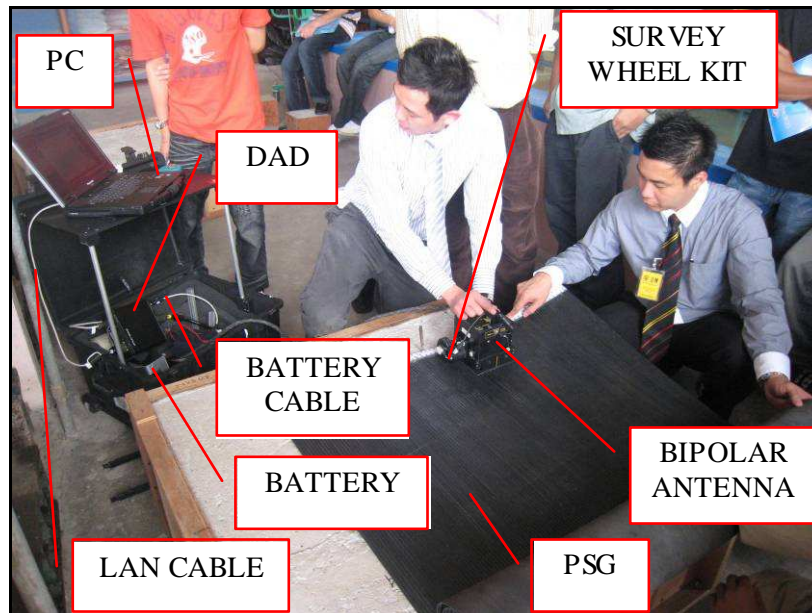 PC
SURVEY
WHEEL KIT
DAD
BATTERY
CABLE
BATTERY
BIPOLAR
ANTENNA
LAN CABLE
PSG